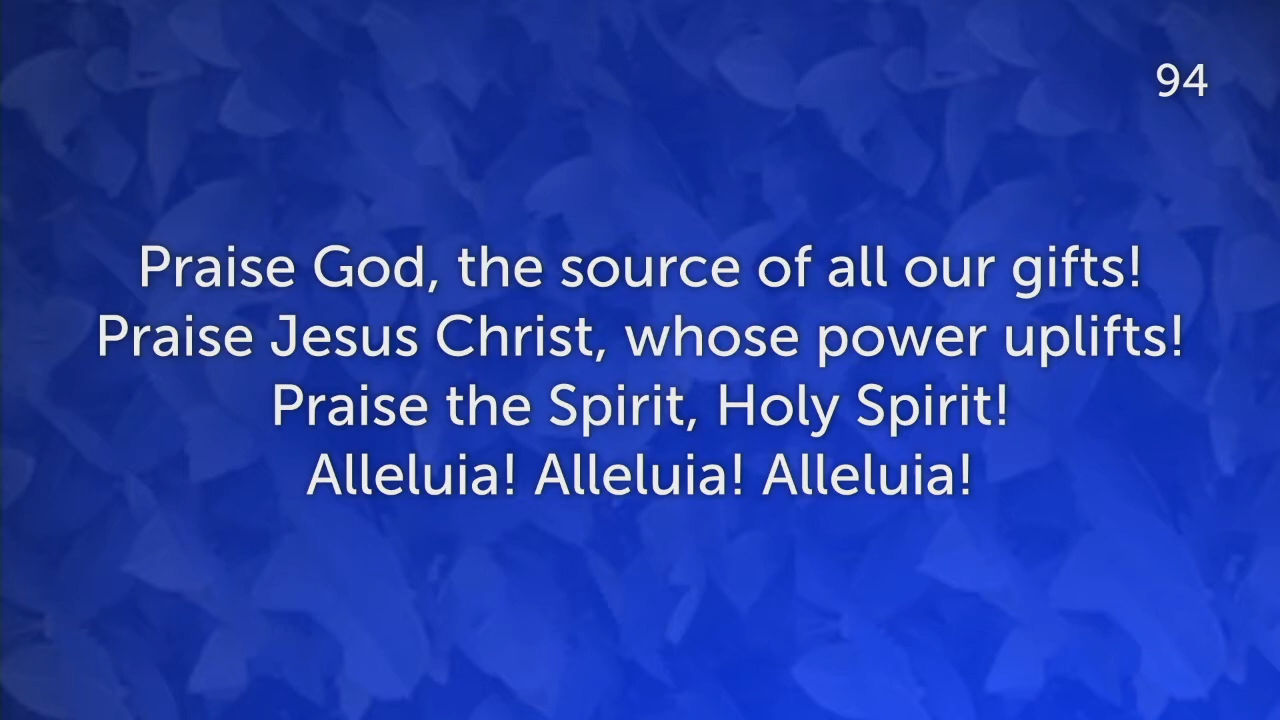 94
Praise God, the source of all our gifts!
Praise Jesus Christ, whose power uplifts!
Praise the Spirit, Holy Spirit!
Alleluia! Alleluia! Alleluia!